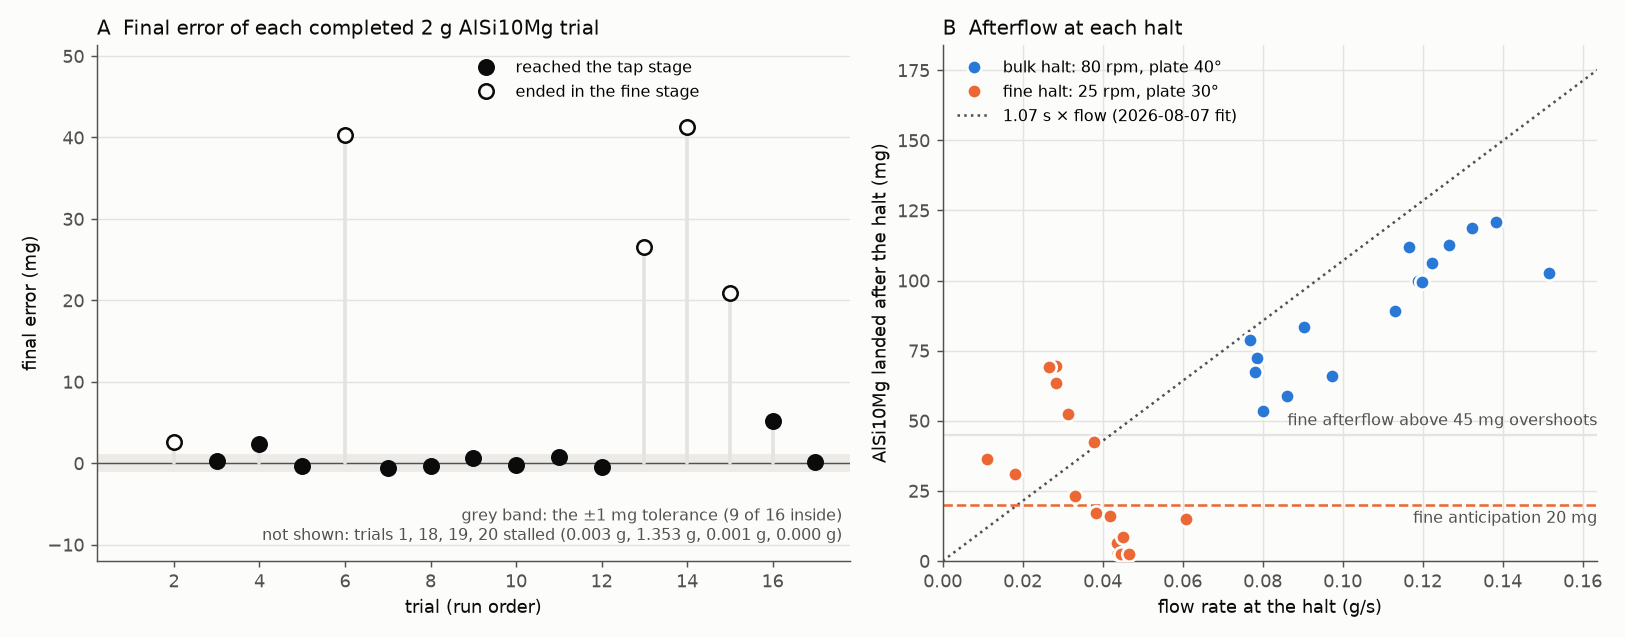 A  Final error of each completed 2 g AlSi10Mg trial
reached the tap stage
ended in the fine stage
50
40
30
20
10
0
−10
final error (mg)
grey band: the ±1 mg tolerance (9 of 16 inside)
not shown: trials 1, 18, 19, 20 stalled (0.003 g, 1.353 g, 0.001 g, 0.000 g)
2 4 6 8 10 12 14 16
trial (run order)
B  Afterflow at each halt
bulk halt: 80 rpm, plate 40°
fine halt: 25 rpm, plate 30°
1.07 s × flow (2026-08-07 fit)
175
150
125
100
75
50
25
0
AlSi10Mg landed after the halt (mg)
fine afterflow above 45 mg overshoots
fine anticipation 20 mg
0.00 0.02 0.04 0.06 0.08 0.10 0.12 0.14 0.16
flow rate at the halt (g/s)